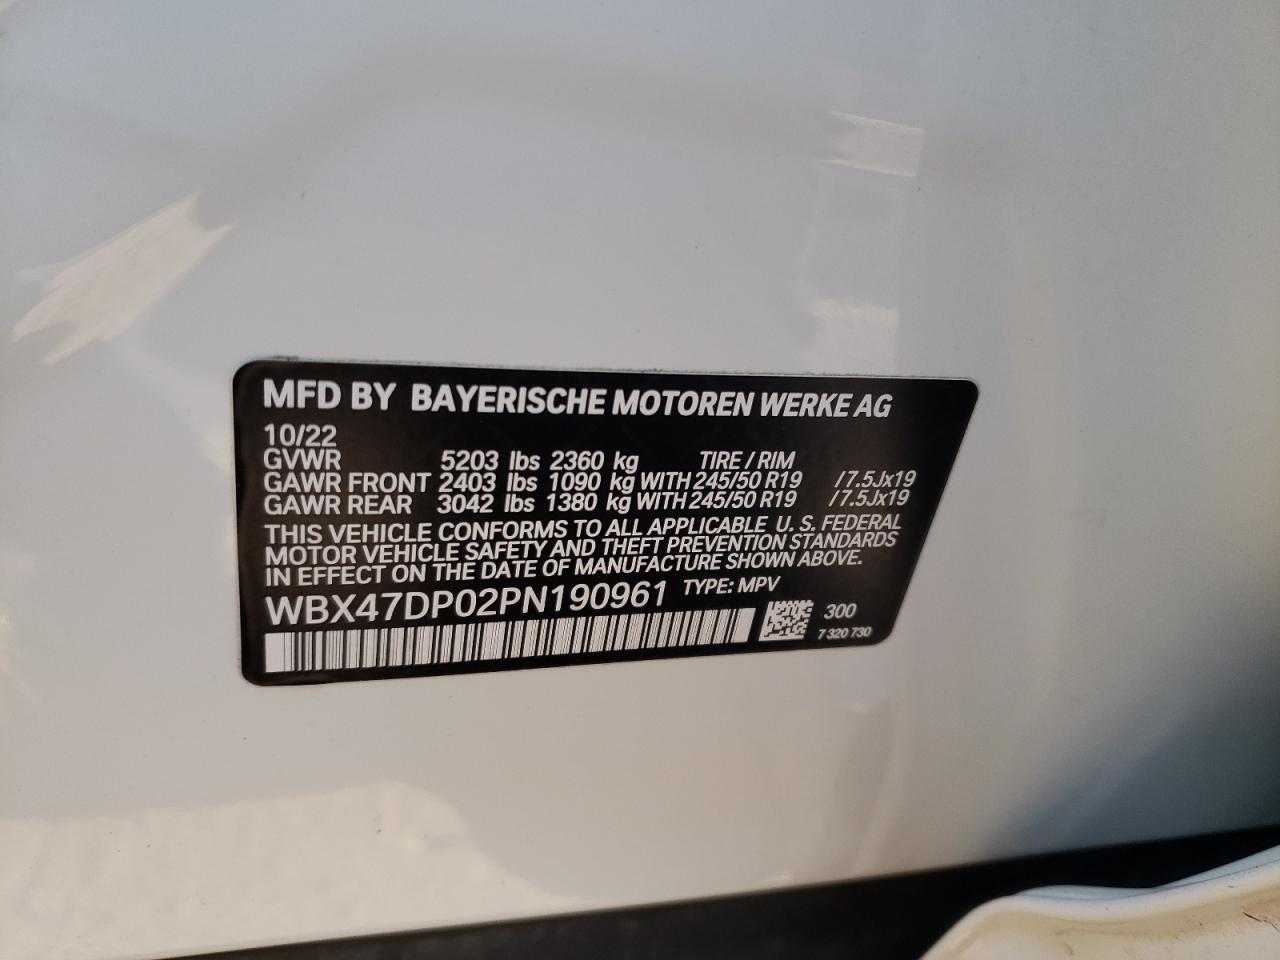 MFD BY BAYERISCHE MOTOREN WERKE AG
10/22
GVWR 5203 lbs 2360 kg TIRE / RIM
GAWR FRONT 2403 lbs 1090 kg WITH 245/50 R19 /7.5Jx19
GAWR REAR 3042 lbs 1380 kg WITH 245/50 R19 /7.5Jx19
THIS VEHICLE CONFORMS TO ALL APPLICABLE U. S. FEDERAL
MOTOR VEHICLE SAFETY AND THEFT PREVENTION STANDARDS
IN EFFECT ON THE DATE OF MANUFACTURE SHOWN ABOVE.
WBX47DP02PN190961 TYPE: MPV
300
7 320 730